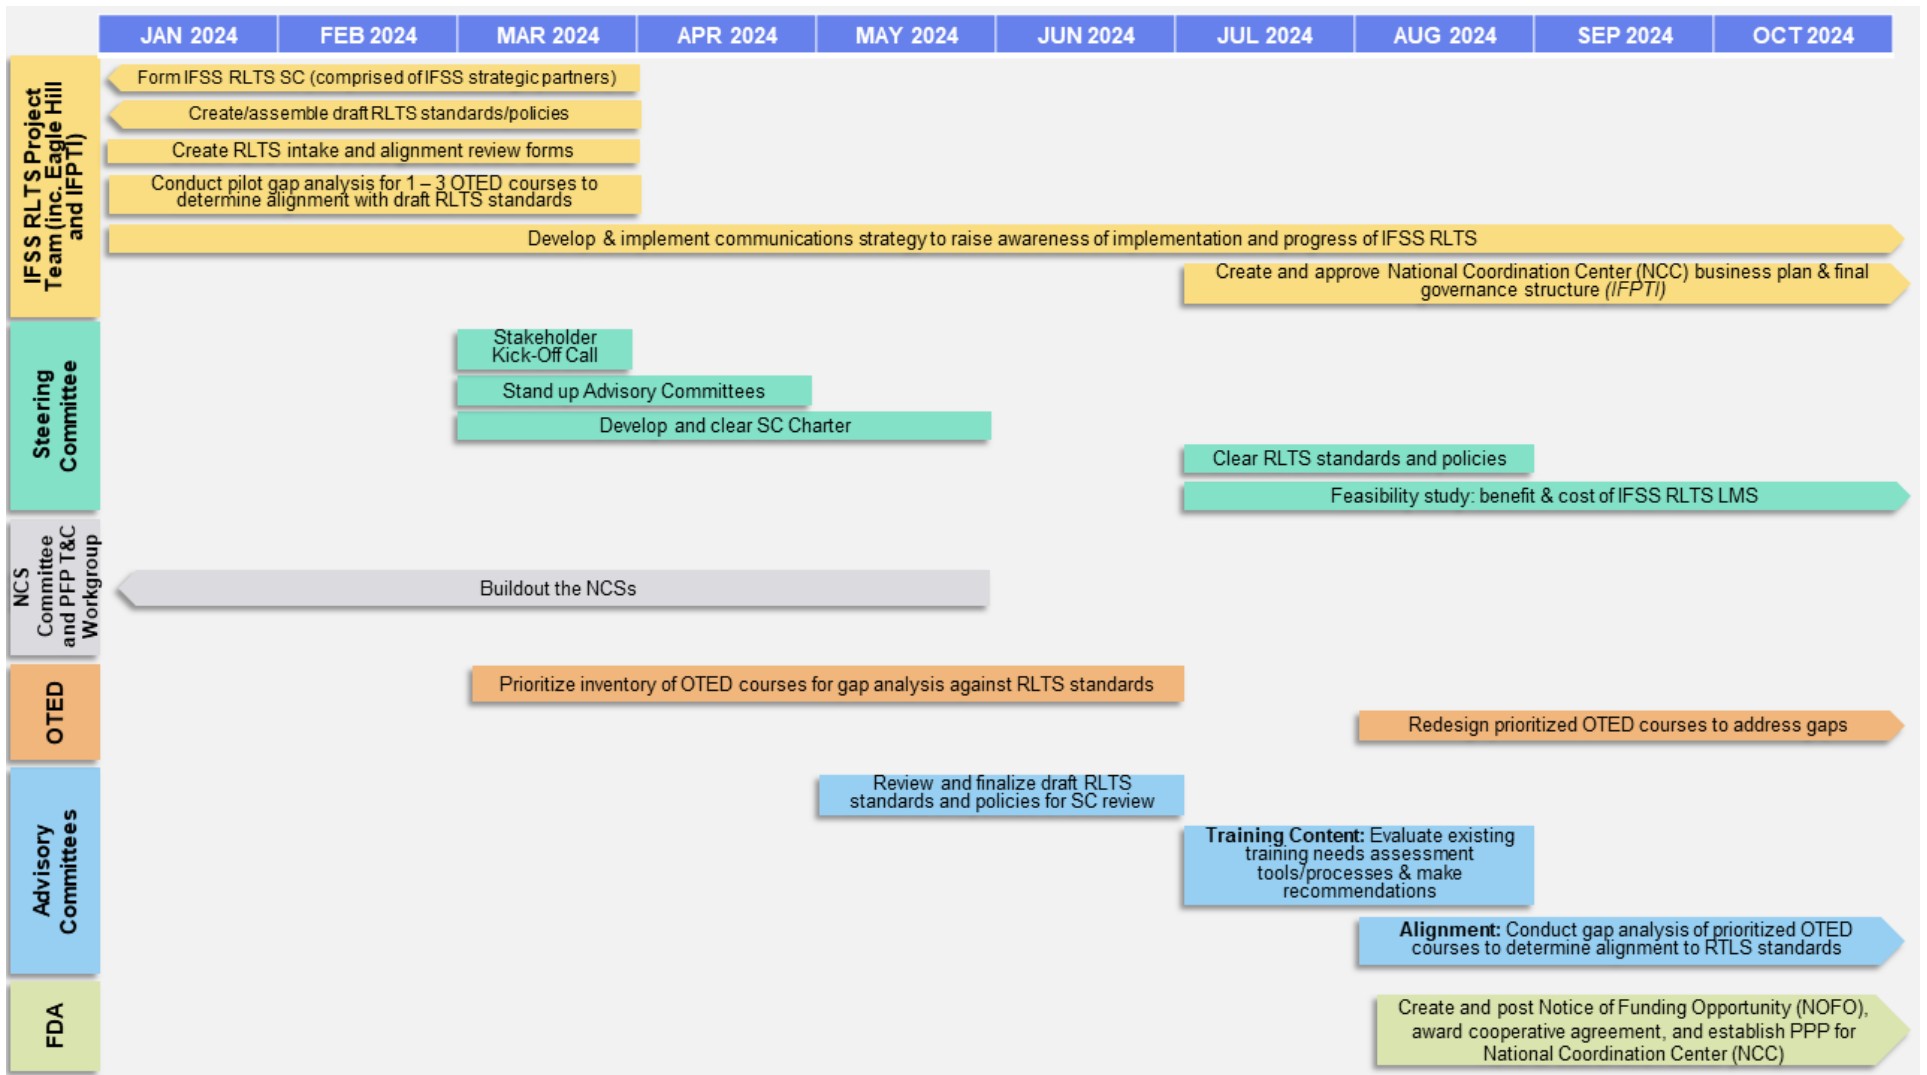 JAN 2024
FEB 2024
MAR 2024
APR 2024
MAY 2024
JUN 2024
JUL 2024
AUG 2024
SEP 2024
OCT 2024
IFSS RLTS Project
Team (inc. Eagle Hill
and IFPTI)
Form IFSS RLTS SC (comprised of IFSS strategic partners)
Create/assemble draft RLTS standards/policies
Create RLTS intake and alignment review forms
Conduct pilot gap analysis for 1 – 3 OTED courses to
determine alignment with draft RLTS standards
Develop & implement communications strategy to raise awareness of implementation and progress of IFSS RLTS
Create and approve National Coordination Center (NCC) business plan & final
governance structure (IFPTI)
Steering
Committee
Stakeholder
Kick-Off Call
Stand up Advisory Committees
Develop and clear SC Charter
Clear RLTS standards and policies
Feasibility study: benefit & cost of IFSS RLTS LMS
NCS
Committee
and PFP T&C
Workgroup
Buildout the NCSs
OTED
Prioritize inventory of OTED courses for gap analysis against RLTS standards
Redesign prioritized OTED courses to address gaps
Advisory
Committees
Review and finalize draft RLTS
standards and policies for SC review
Training Content: Evaluate existing
training needs assessment
tools/processes & make
recommendations
Alignment: Conduct gap analysis of prioritized OTED
courses to determine alignment to RTLS standards
FDA
Create and post Notice of Funding Opportunity (NOFO),
award cooperative agreement, and establish PPP for
National Coordination Center (NCC)